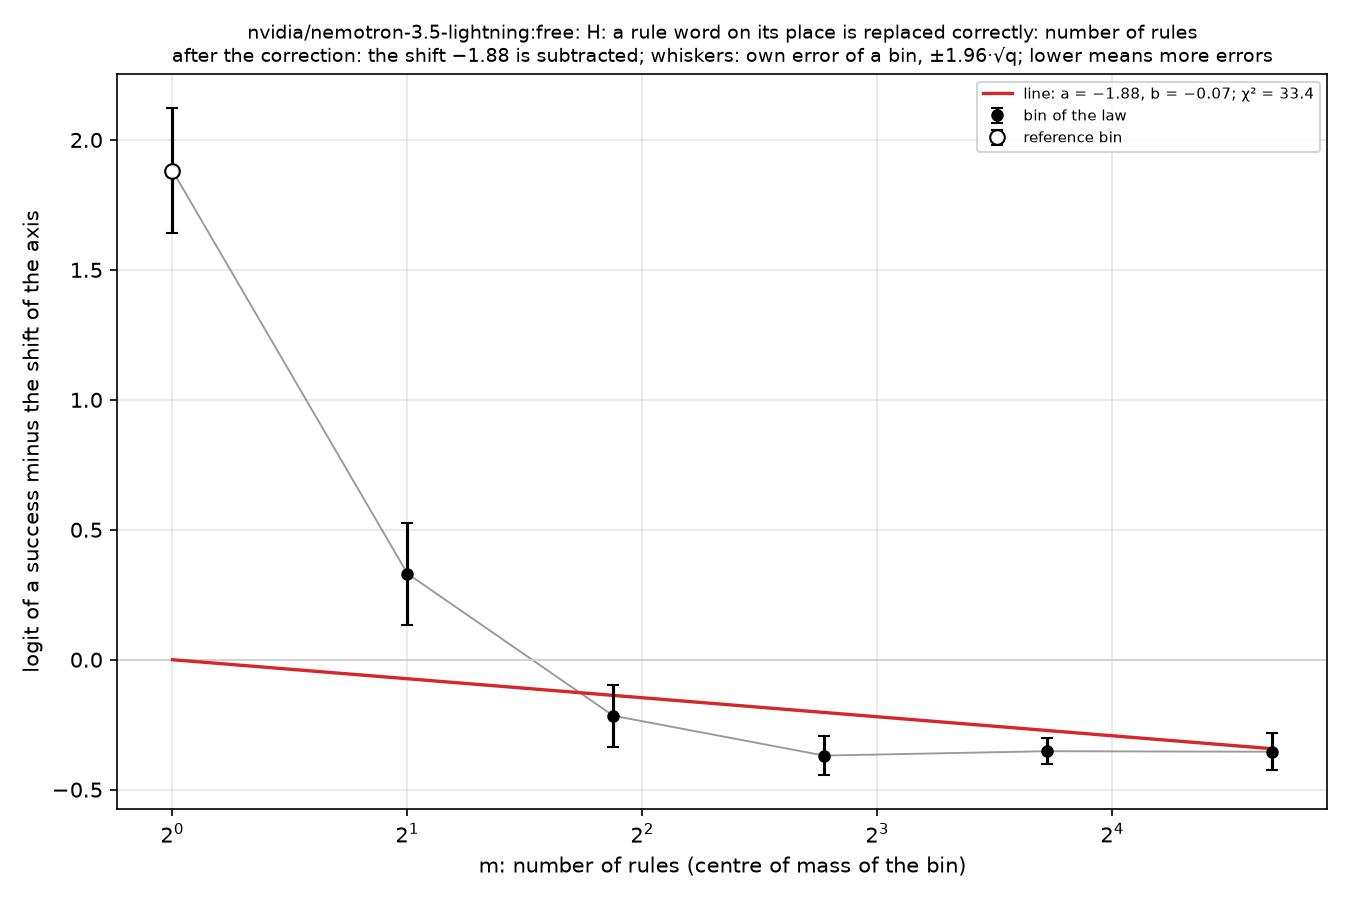 nvidia/nemotron-3.5-lightning:free: H: a rule word on its place is replaced correctly: number of rules
after the correction: the shift −1.88 is subtracted; whiskers: own error of a bin, ±1.96·√q; lower means more errors
line: a = −1.88, b = −0.07; χ² = 33.4
bin of the law
reference bin
logit of a success minus the shift of the axis
2.0
1.5
1.0
0.5
0.0
−0.5
2⁰ 2¹ 2² 2³ 2⁴
m: number of rules (centre of mass of the bin)